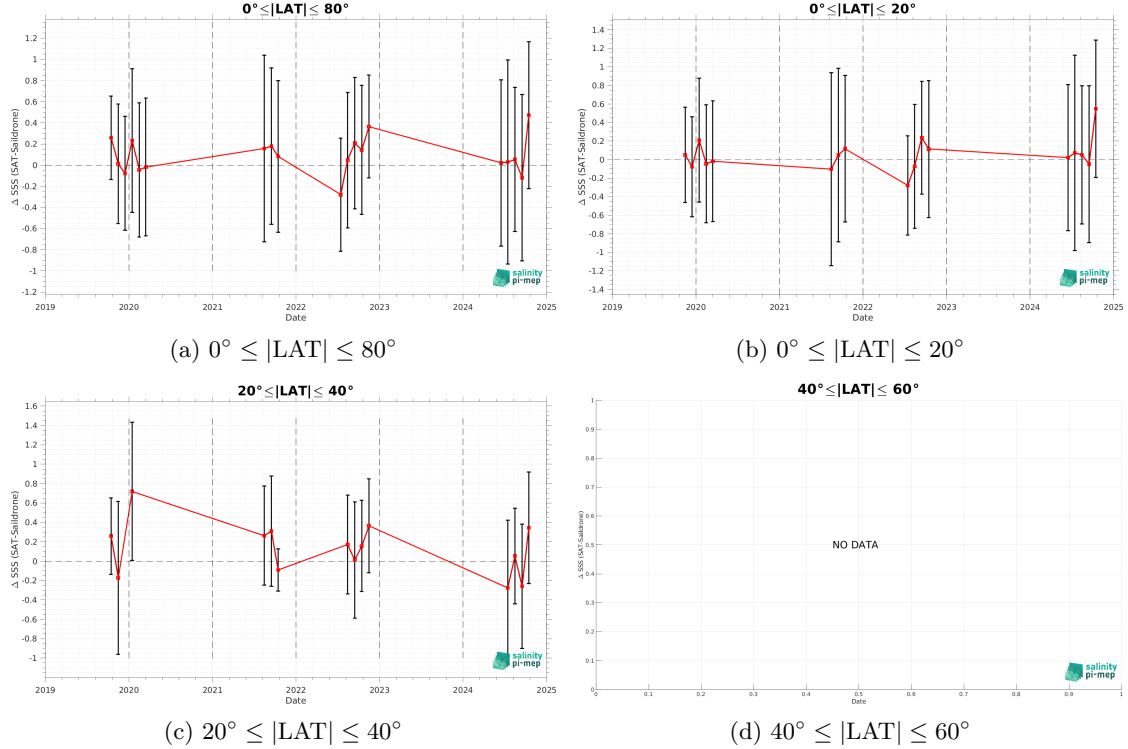 0°≤|LAT|≤ 80°
1.2
1
0.8
0.6
0.4
0.2
0
-0.2
-0.4
-0.6
-0.8
-1
-1.2
Δ SSS (SAT-Saildrone)
2019 2020 2021 2022 2023 2024 2025
Date
salinity
pi-mep
(a) 0° ≤ |LAT| ≤ 80°
0°≤|LAT|≤ 20°
1.4
1.2
1
0.8
0.6
0.4
0.2
0
-0.2
-0.4
-0.6
-0.8
-1
-1.2
-1.4
Δ SSS (SAT-Saildrone)
2019 2020 2021 2022 2023 2024 2025
Date
salinity
pi-mep
(b) 0° ≤ |LAT| ≤ 20°
20°≤|LAT|≤ 40°
1.6
1.4
1.2
1
0.8
0.6
0.4
0.2
0
-0.2
-0.4
-0.6
-0.8
-1
Δ SSS (SAT-Saildrone)
2019 2020 2021 2022 2023 2024 2025
Date
salinity
pi-mep
(c) 20° ≤ |LAT| ≤ 40°
40°≤|LAT|≤ 60°
1
0.9
0.8
0.7
0.6
0.5
0.4
0.3
0.2
0.1
0
Δ SSS (SAT-Saildrone)
NO DATA
0 0.1 0.2 0.3 0.4 0.5 0.6 0.7 0.8 0.9 1
Date
salinity
pi-mep
(d) 40° ≤ |LAT| ≤ 60°